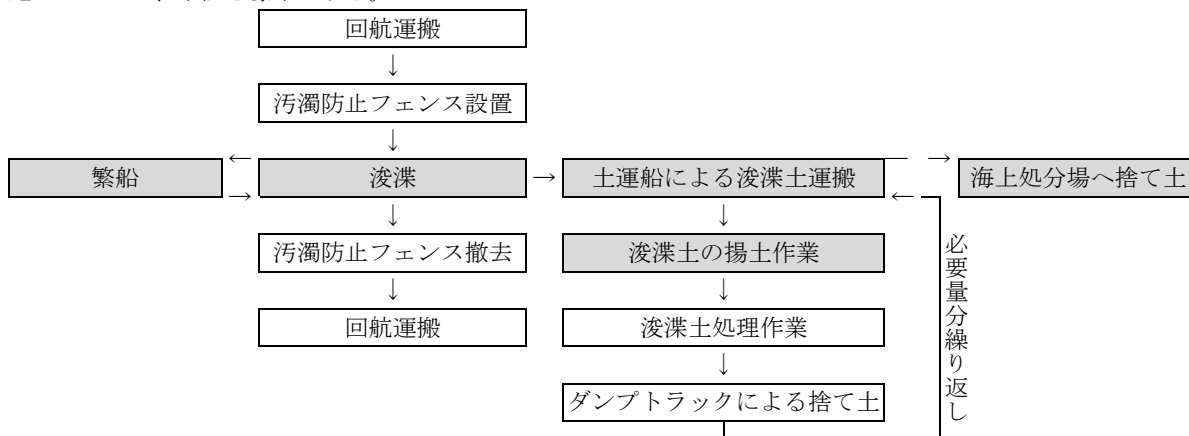 回航運搬
↓
汚濁防止フェンス設置
↓
繋船 ← → 浚渫 → 土運船による浚渫土運搬 → ← 海上処分場へ捨て土
↓ ↓
汚濁防止フェンス撤去 浚渫土の揚土作業
↓ ↓
回航運搬 浚渫土処理作業
↓
ダンプトラックによる捨て土
必要量分繰り返し